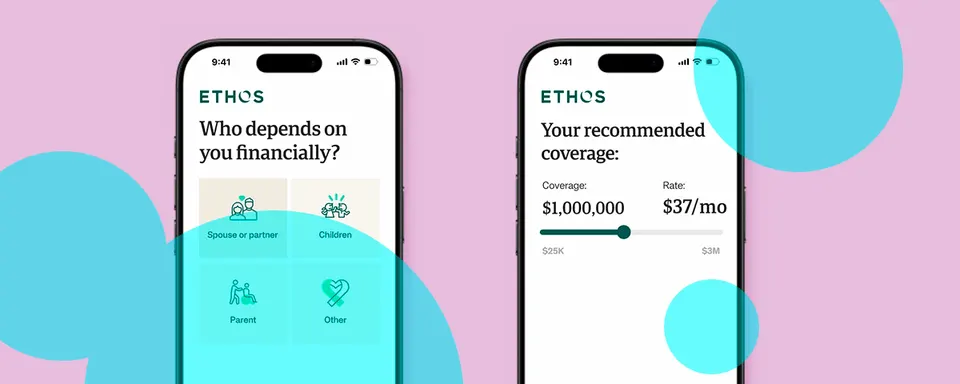 9:41
ETHOS
Who depends on
you financially?
Spouse or partner
Children
Parent
Other
9:41
ETHOS
Your recommended
coverage:
Coverage:
Rate:
$1,000,000
$37/mo
$25K
$3M